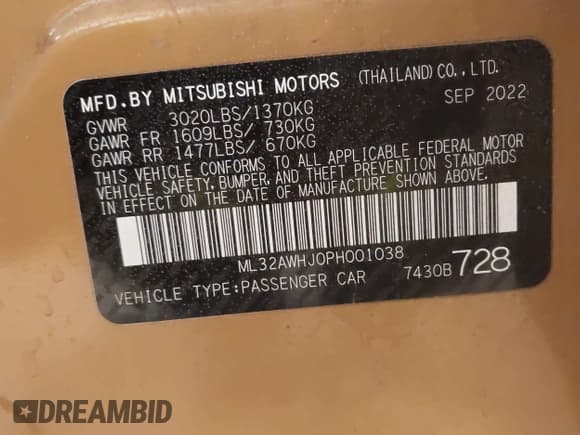 MFD.BY MITSUBISHI MOTORS (THAILAND)CO.,LTD.
GVWR 3020LBS/1370KG SEP 2022
GAWR FR 1609LBS/ 730KG
GAWR RR 1477LBS/ 670KG
THIS VEHICLE CONFORMS TO ALL APPLICABLE FEDERAL MOTOR
VEHICLE SAFETY, BUMPER, AND THEFT PREVENTION STANDARDS
IN EFFECT ON THE DATE OF MANUFACTURE SHOWN ABOVE.
ML32AWHJ0PH001038
VEHICLE TYPE:PASSENGER CAR 7430B 728
DREAMBID